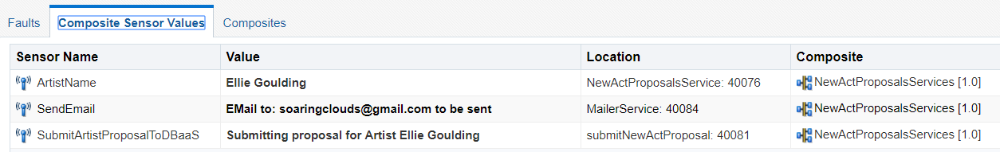 Faults Composite Sensor Values Composites
Sensor Name Value Location Composite
ArtistName Ellie Goulding NewActProposalsService: 40076 NewActProposalsServices [1.0]
SendEmail EMail to: soaringclouds@gmail.com to be sent MailerService: 40084 NewActProposalsServices [1.0]
SubmitArtistProposalToDBaaS Submitting proposal for Artist Ellie Goulding submitNewActProposal: 40081 NewActProposalsServices [1.0]